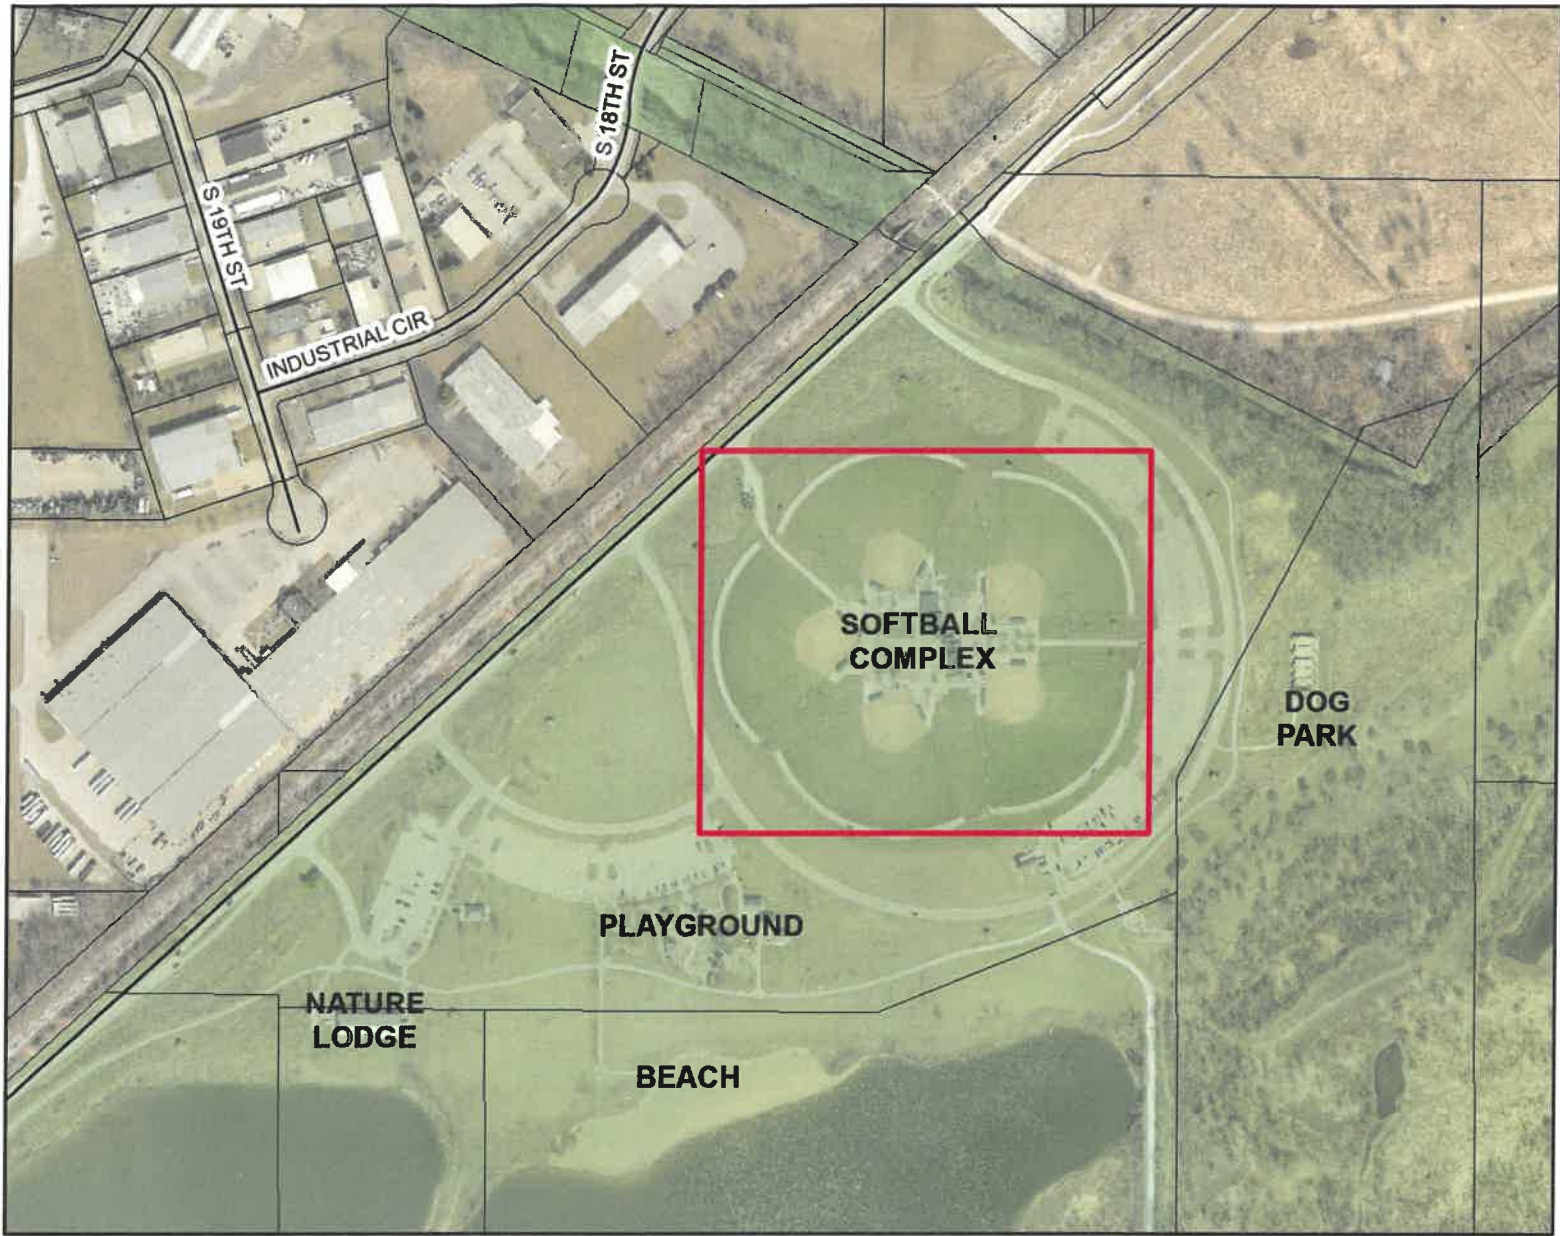 S 18TH ST
S 19TH ST
INDUSTRIAL CIR
SOFTBALL
COMPLEX
DOG
PARK
PLAYGROUND
NATURE
LODGE
BEACH